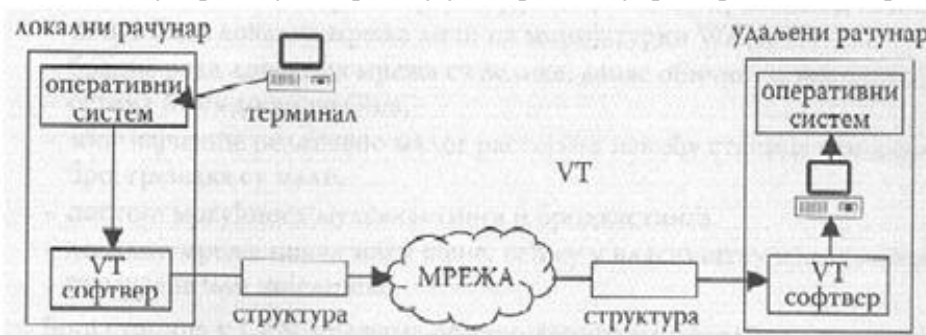 локални рачунар
удаљени рачунар
оперативни
систем
терминал
оперативни
систем
VT
VT
софтвер
МРЕЖА
VT
софтвер
структура
структура